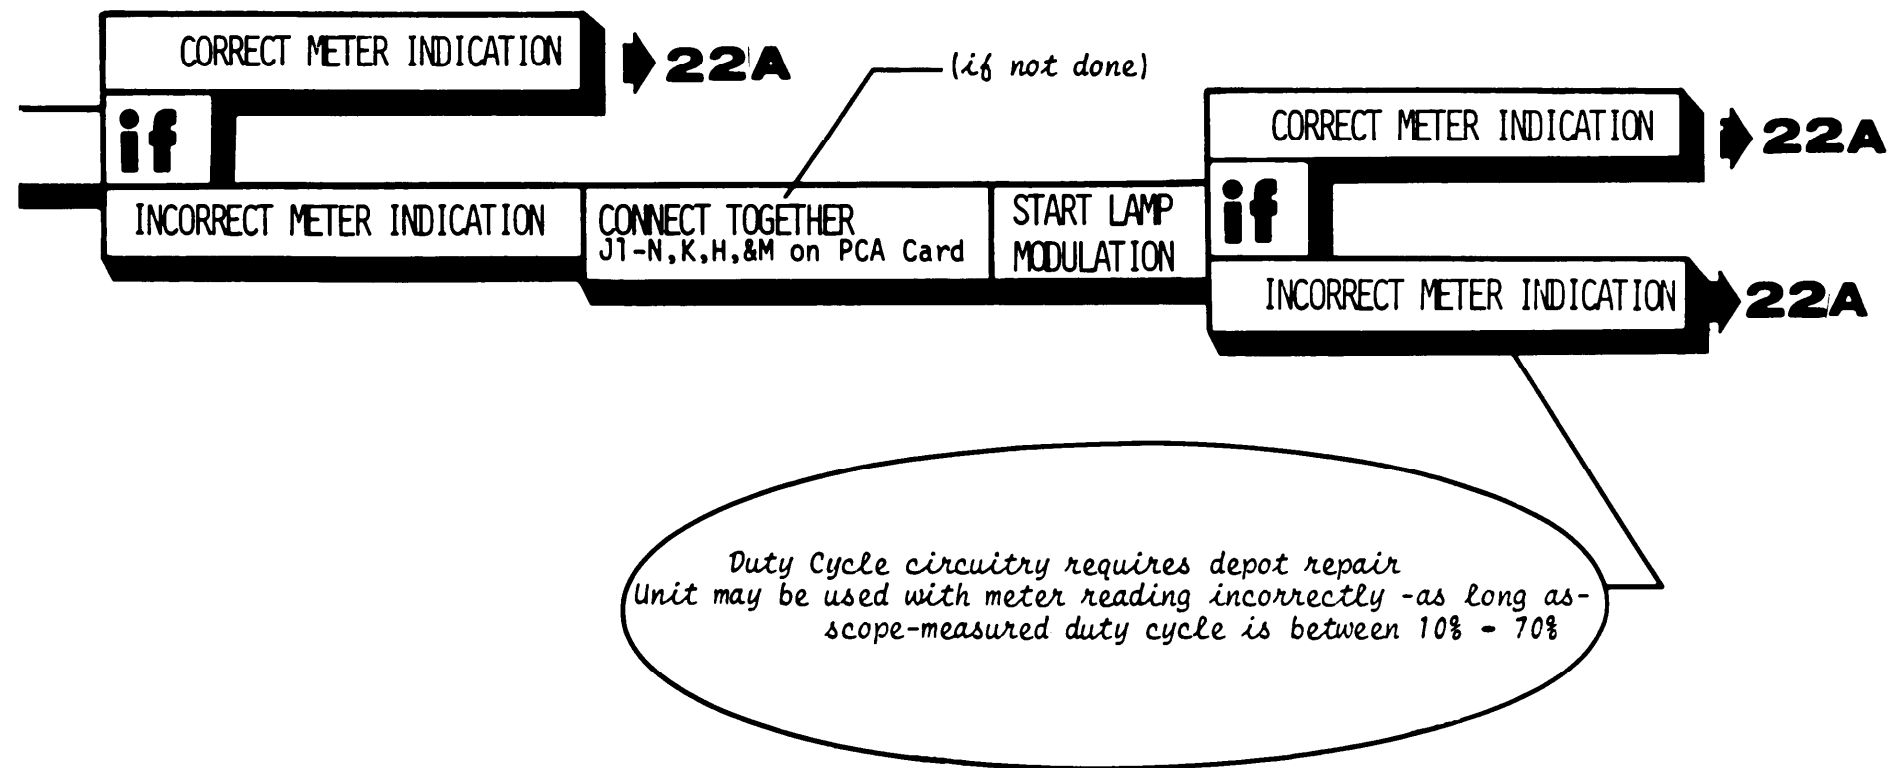 CORRECT METER INDICATION
22A
(if not done)
if
CORRECT METER INDICATION
22A
INCORRECT METER INDICATION
CONNECT TOGETHER
J1-N,K,H,&M on PCA Card
START LAMP
MODULATION
if
INCORRECT METER INDICATION
22A
Duty Cycle circuitry requires depot repair
Unit may be used with meter reading incorrectly -as long as-
scope-measured duty cycle is between 10% - 70%